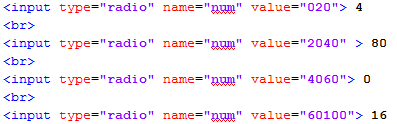 <input type="radio" name="num" value="020"> 4
<br>
<input type="radio" name="num" value="2040" > 80
<br>
<input type="radio" name="num" value="4060"> 0
<br>
<input type="radio" name="num" value="60100"> 16